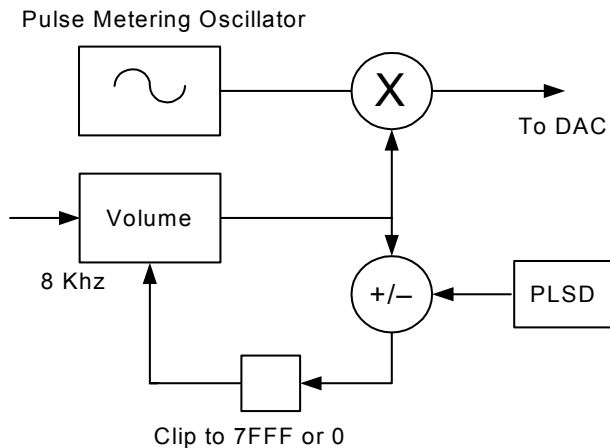 Pulse Metering Oscillator
X
To DAC
Volume
8 Khz
+/–
PLSD
Clip to 7FFF or 0